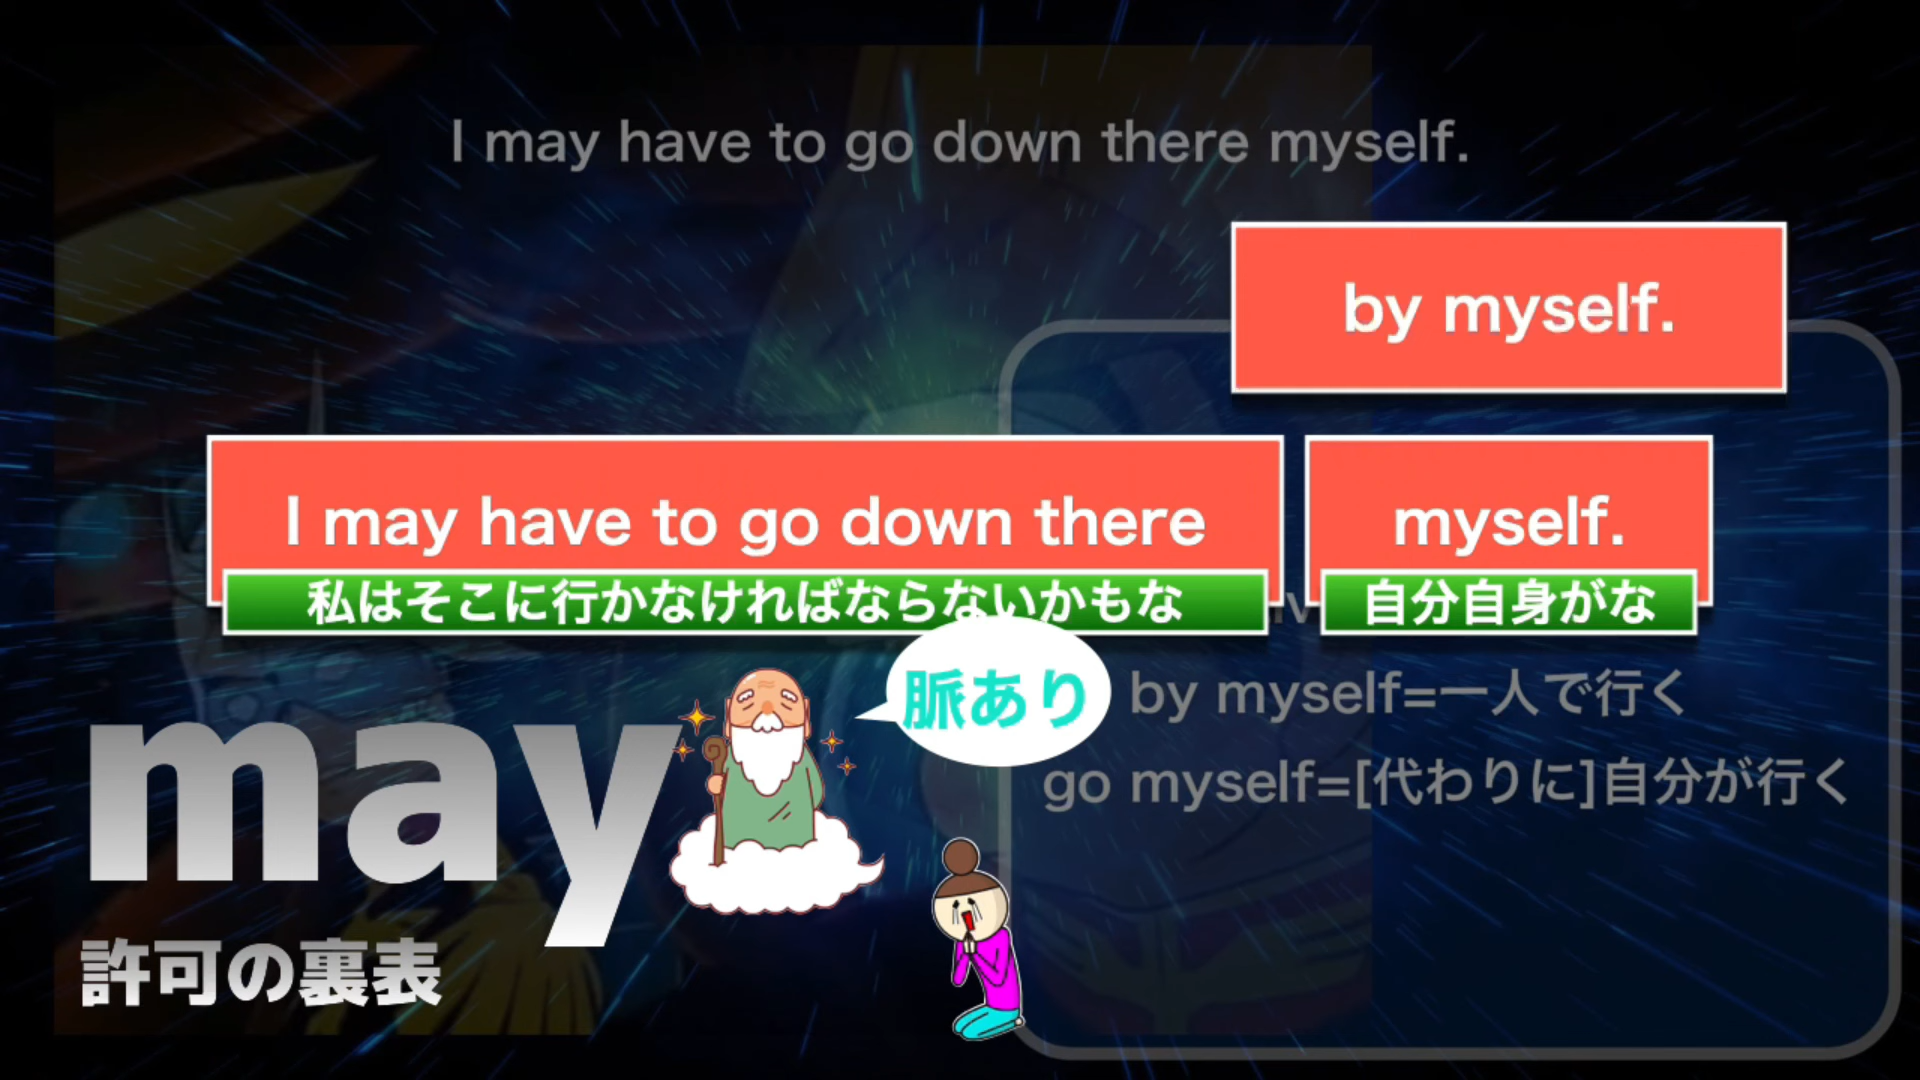 I may have to go down there myself.
by myself.
I may have to go down there
myself.
私はそこに行かなければならないかもな
自分自身がな
脈あり
by myself=一人で行く
go myself=[代わりに]自分が行く
may
許可の裏表